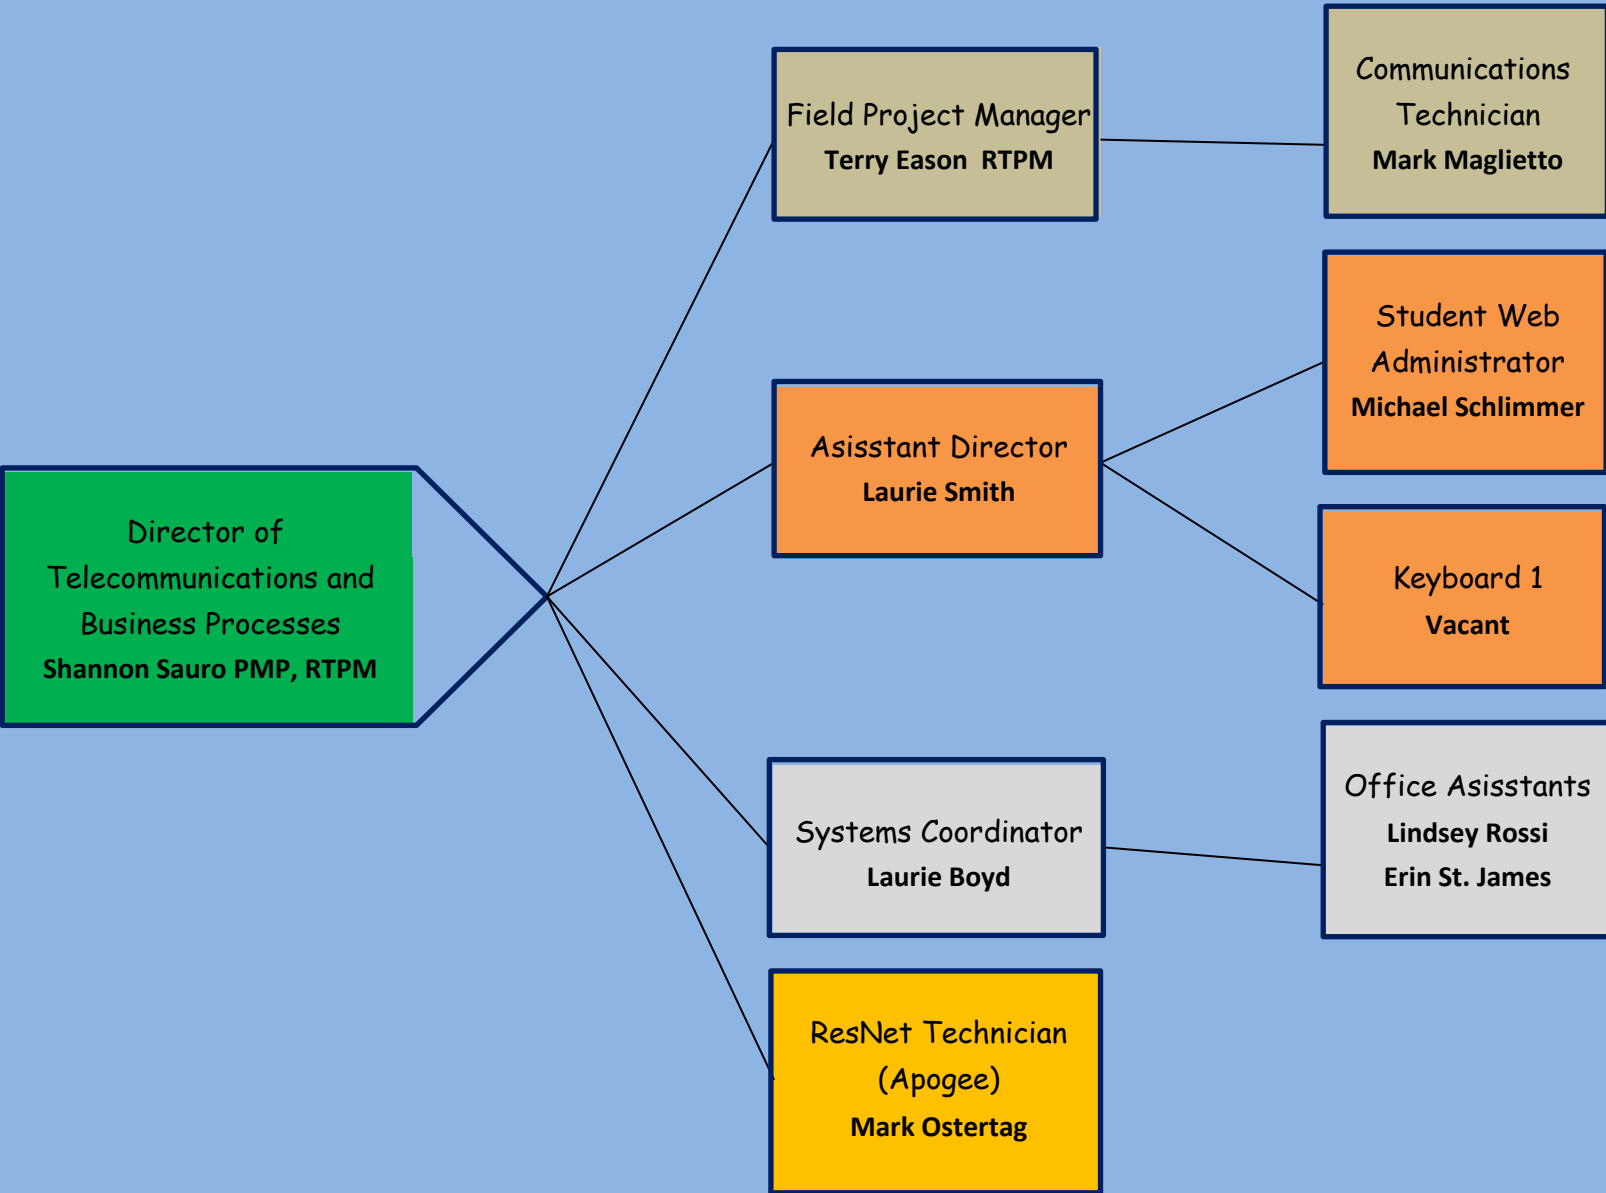 Director of
Telecommunications and
Business Processes
Shannon Sauro PMP, RTPM
Field Project Manager
Terry Eason  RTPM
Communications
Technician
Mark Maglietto
Asisstant Director
Laurie Smith
Student Web
Administrator
Michael Schlimmer
Keyboard 1
Vacant
Systems Coordinator
Laurie Boyd
Office Asisstants
Lindsey Rossi
Erin St. James
ResNet Technician
(Apogee)
Mark Ostertag